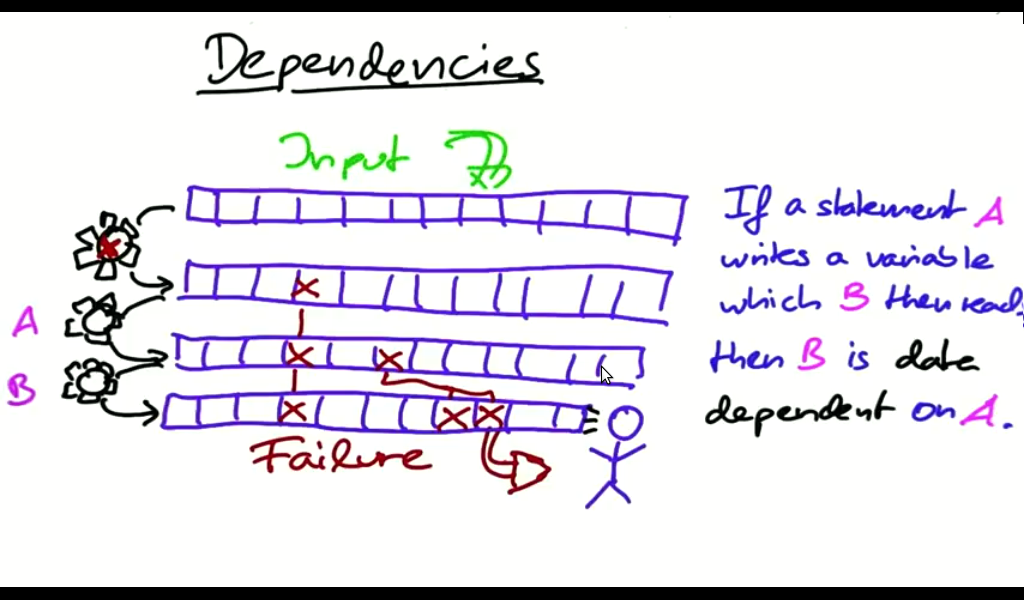 Dependencies
Input
If a statement A
writes a variable
which B then reads
then B is data
dependent on A.
A
B
Failure